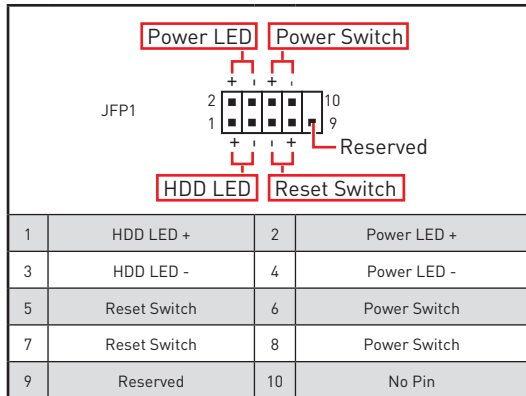 Power LED Power Switch
+ - + -
JFP1
2 10
1 9
+ - - +
Reserved
HDD LED Reset Switch
1 HDD LED + 2 Power LED +
3 HDD LED - 4 Power LED -
5 Reset Switch 6 Power Switch
7 Reset Switch 8 Power Switch
9 Reserved 10 No Pin